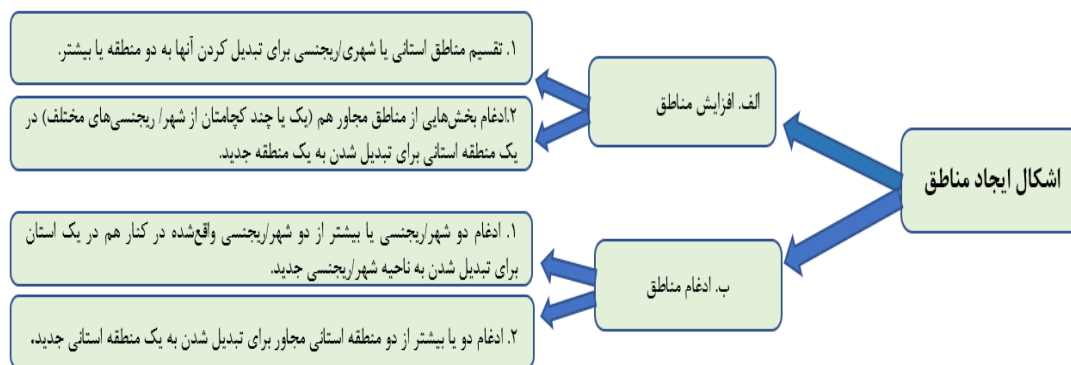 اشکال ایجاد مناطق
الف. افزایش مناطق
۱. تقسیم مناطق استانی یا شهری/ریجنسی برای تبدیل کردن آنها به دو منطقه یا بیشتر.
۲.ادغام بخش‌هایی از مناطق مجاور هم (یک یا چند کچامتان از شهر/ ریجنسی‌های مختلف) در
یک منطقه استانی برای تبدیل شدن به یک منطقه جدید.
ب. ادغام مناطق
۱. ادغام دو شهر/ریجنسی یا بیشتر از دو شهر/ریجنسی واقع‌شده در کنار هم در یک استان
برای تبدیل شدن به ناحیه شهر/ریجنسی جدید.
۲. ادغام دو یا بیشتر از دو منطقه استانی مجاور برای تبدیل شدن به یک منطقه استانی جدید.